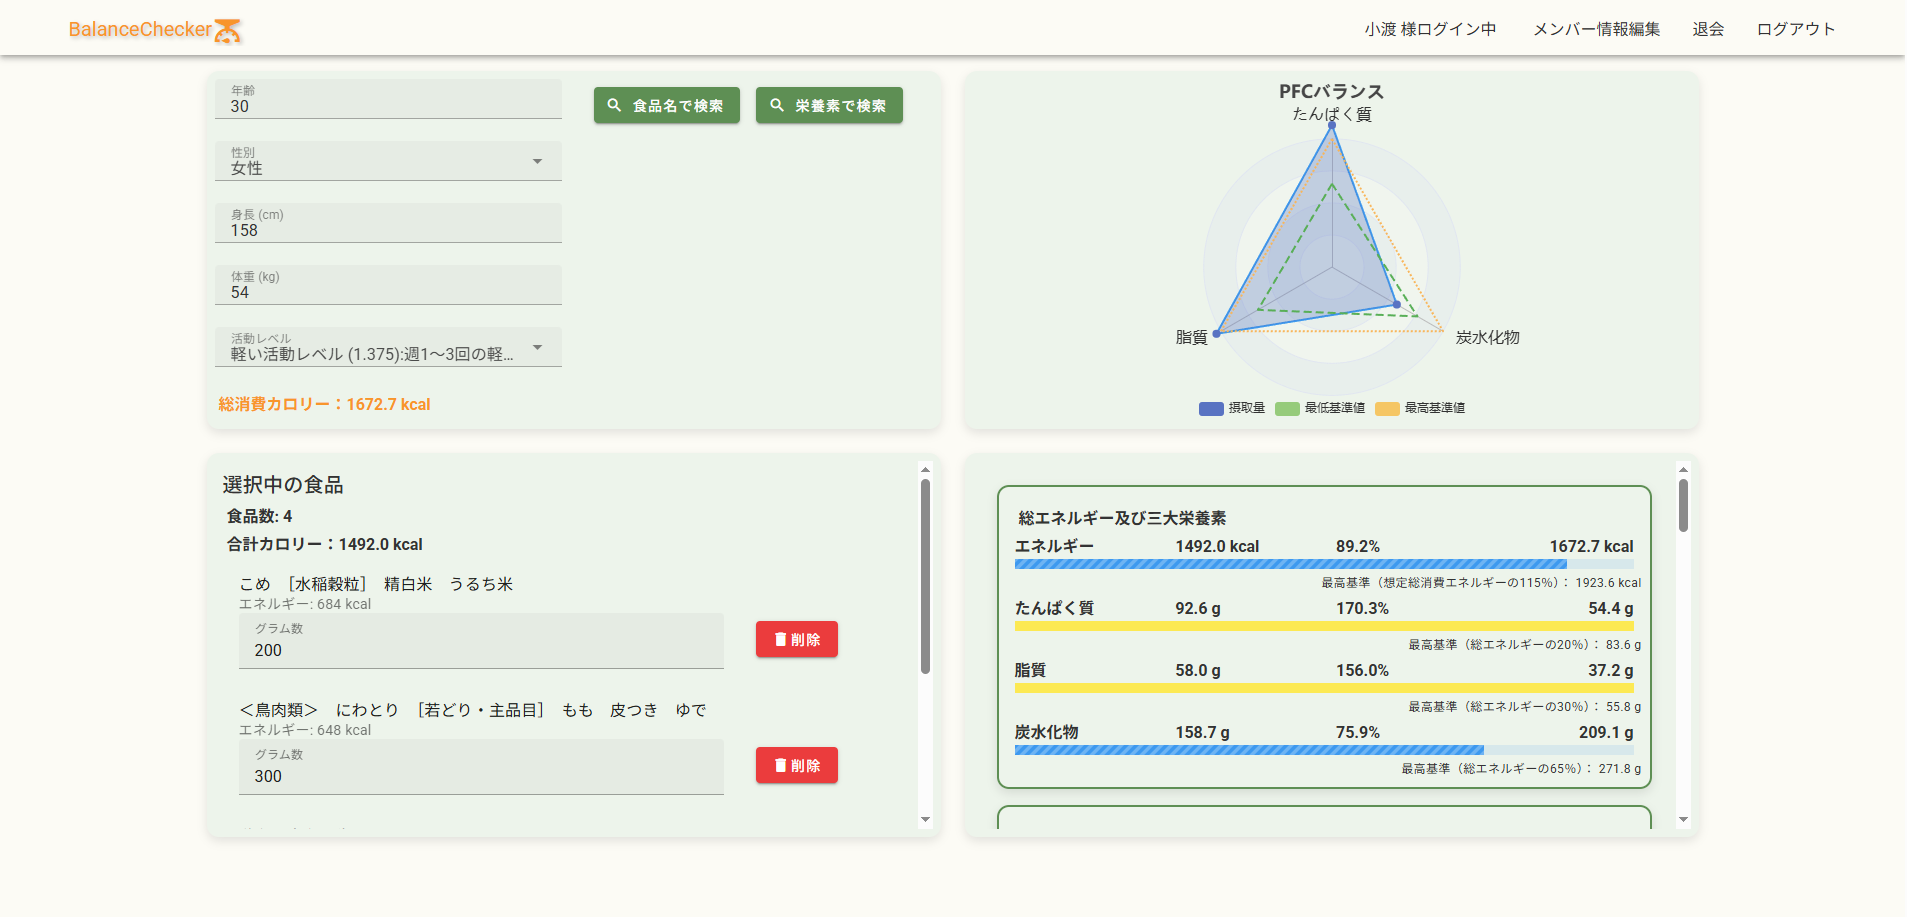 BalanceChecker
小渡 様ログイン中 メンバー情報編集 退会 ログアウト
年齢
30
食品名で検索 栄養素で検索
性別
女性
身長 (cm)
158
体重 (kg)
54
活動レベル
軽い活動レベル (1.375):週1～3回の軽...
総消費カロリー：1672.7 kcal
PFCバランス
たんぱく質
脂質
炭水化物
摂取量 最低基準値 最高基準値
選択中の食品
食品数: 4
合計カロリー：1492.0 kcal
こめ　［水稲穀粒］　精白米　うるち米
エネルギー: 684 kcal
グラム数
200
削除
＜鳥肉類＞　にわとり　［若どり・主品目］　もも　皮つき　ゆで
エネルギー: 648 kcal
グラム数
300
削除
総エネルギー及び三大栄養素
エネルギー 1492.0 kcal 89.2% 1672.7 kcal
最高基準（想定総消費エネルギーの115%）： 1923.6 kcal
たんぱく質 92.6 g 170.3% 54.4 g
最高基準（総エネルギーの20%）： 83.6 g
脂質 58.0 g 156.0% 37.2 g
最高基準（総エネルギーの30%）： 55.8 g
炭水化物 158.7 g 75.9% 209.1 g
最高基準（総エネルギーの65%）： 271.8 g